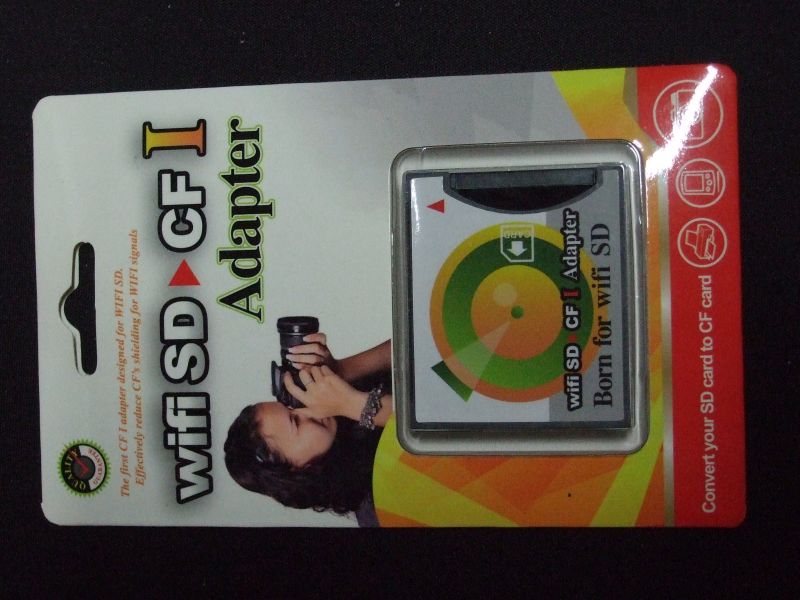 QUALITY
The first CF I adapter designed for WIFI SD.
Effectively reduce CF's shielding for WIFI signals
wifi SD CF I
Adapter
wifi SD CF I Adapter
Born for wifi SD
Convert your SD card to CF card